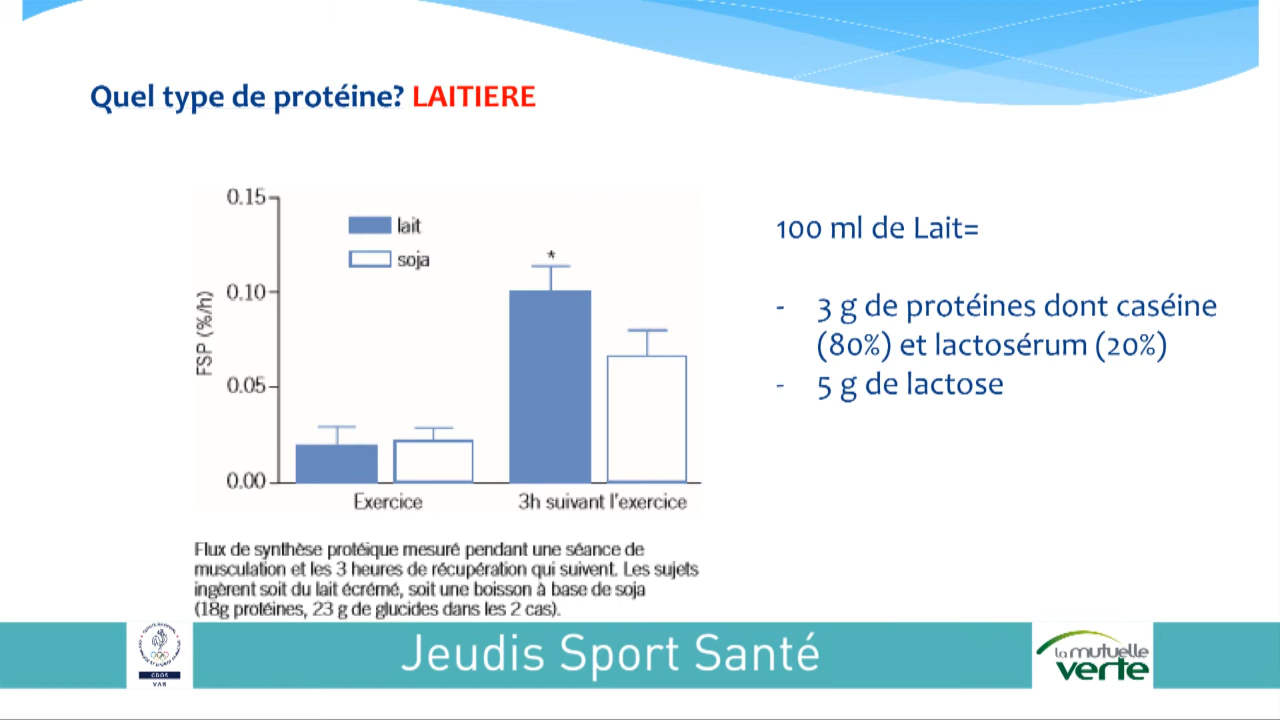 Quel type de protéine? LAITIERE
0.15
lait
soja
*
0.10
0.05
0.00
FSP (%/h)
Exercice
3h suivant l'exercice
Flux de synthèse protéique mesuré pendant une séance de
musculation et les 3 heures de récupération qui suivent. Les sujets
ingèrent soit du lait écrémé, soit une boisson à base de soja
(18g protéines, 23 g de glucides dans les 2 cas).
100 ml de Lait=
- 3 g de protéines dont caséine
(80%) et lactosérum (20%)
- 5 g de lactose
CDOS
VAR
Jeudis Sport Santé
la mutuelle
verte